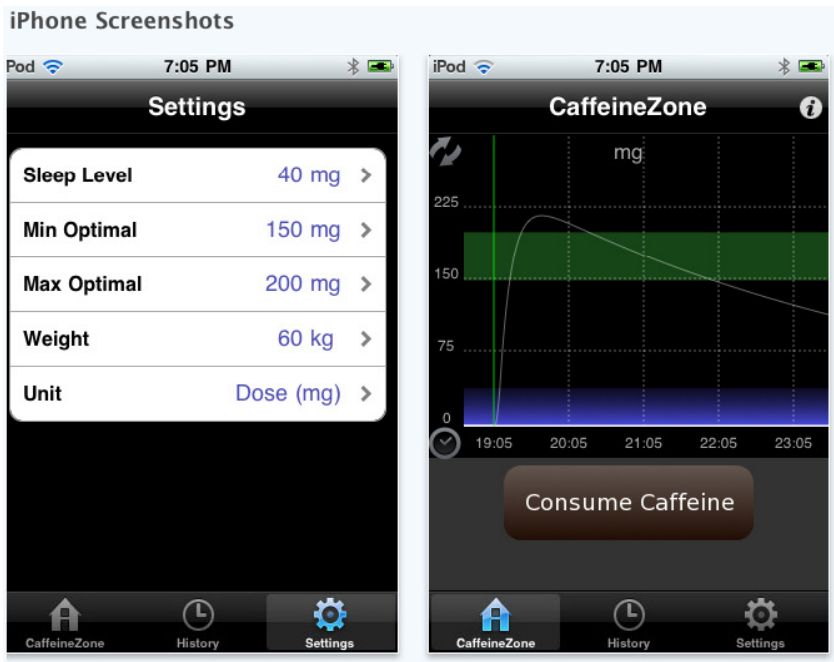 iPhone Screenshots
Pod 7:05 PM
Settings
Sleep Level 40 mg >
Min Optimal 150 mg >
Max Optimal 200 mg >
Weight 60 kg >
Unit Dose (mg) >
CaffeineZone History Settings
iPod 7:05 PM
CaffeineZone i
mg
225
150
75
0
19:05 20:05 21:05 22:05 23:05
Consume Caffeine
CaffeineZone History Settings